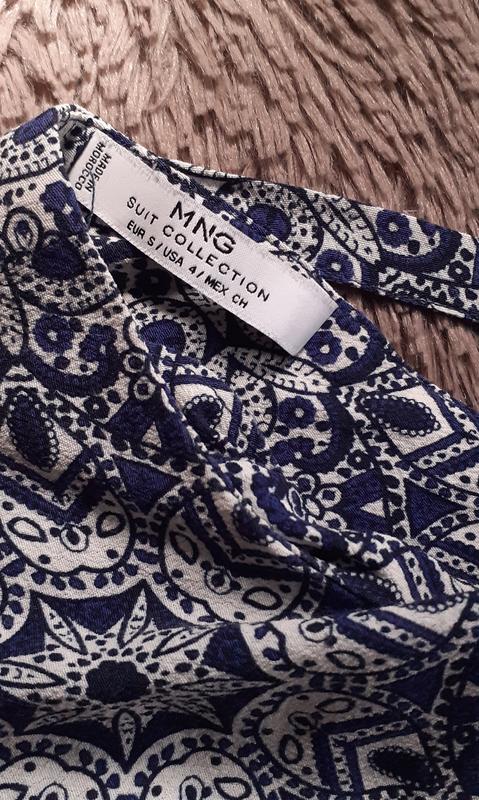 MADE IN
MOROCCO
MNG
SUIT COLLECTION
EUR S / USA 4 / MEX CH